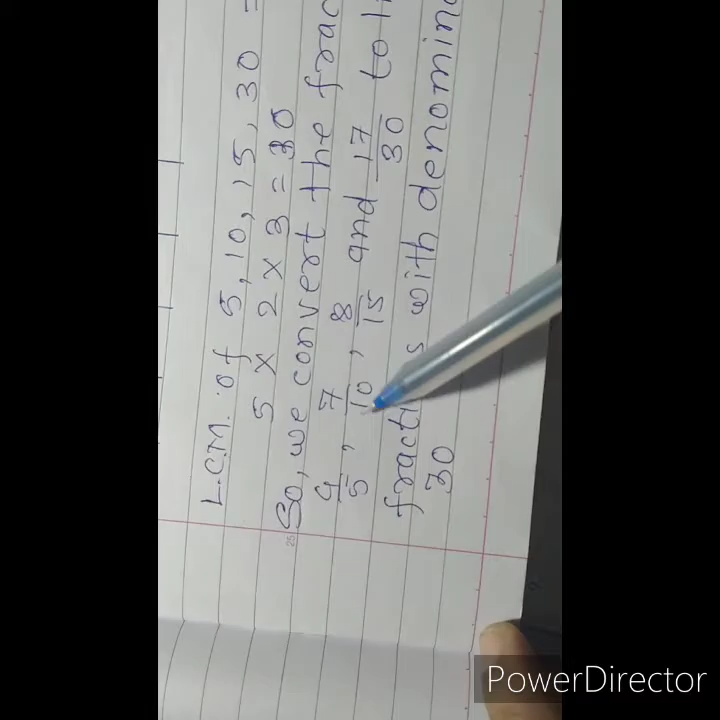 L.C.M. of 5, 10, 15, 30 =
5 × 2 × 3 = 30
So, we convert the frac
4/5, 7/10, 8/15 and 17/30 to li
fractions with denomin
30
PowerDirector